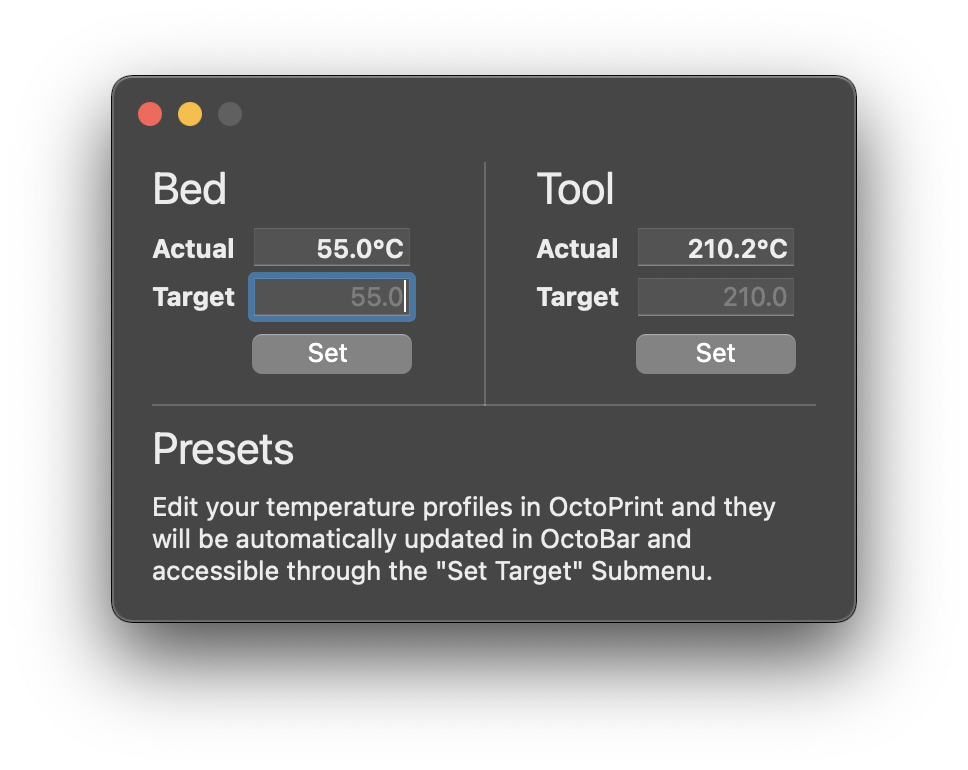 Bed
Actual 55.0°C
Target 55.0
Set
Tool
Actual 210.2°C
Target 210.0
Set
Presets
Edit your temperature profiles in OctoPrint and they
will be automatically updated in OctoBar and
accessible through the "Set Target" Submenu.